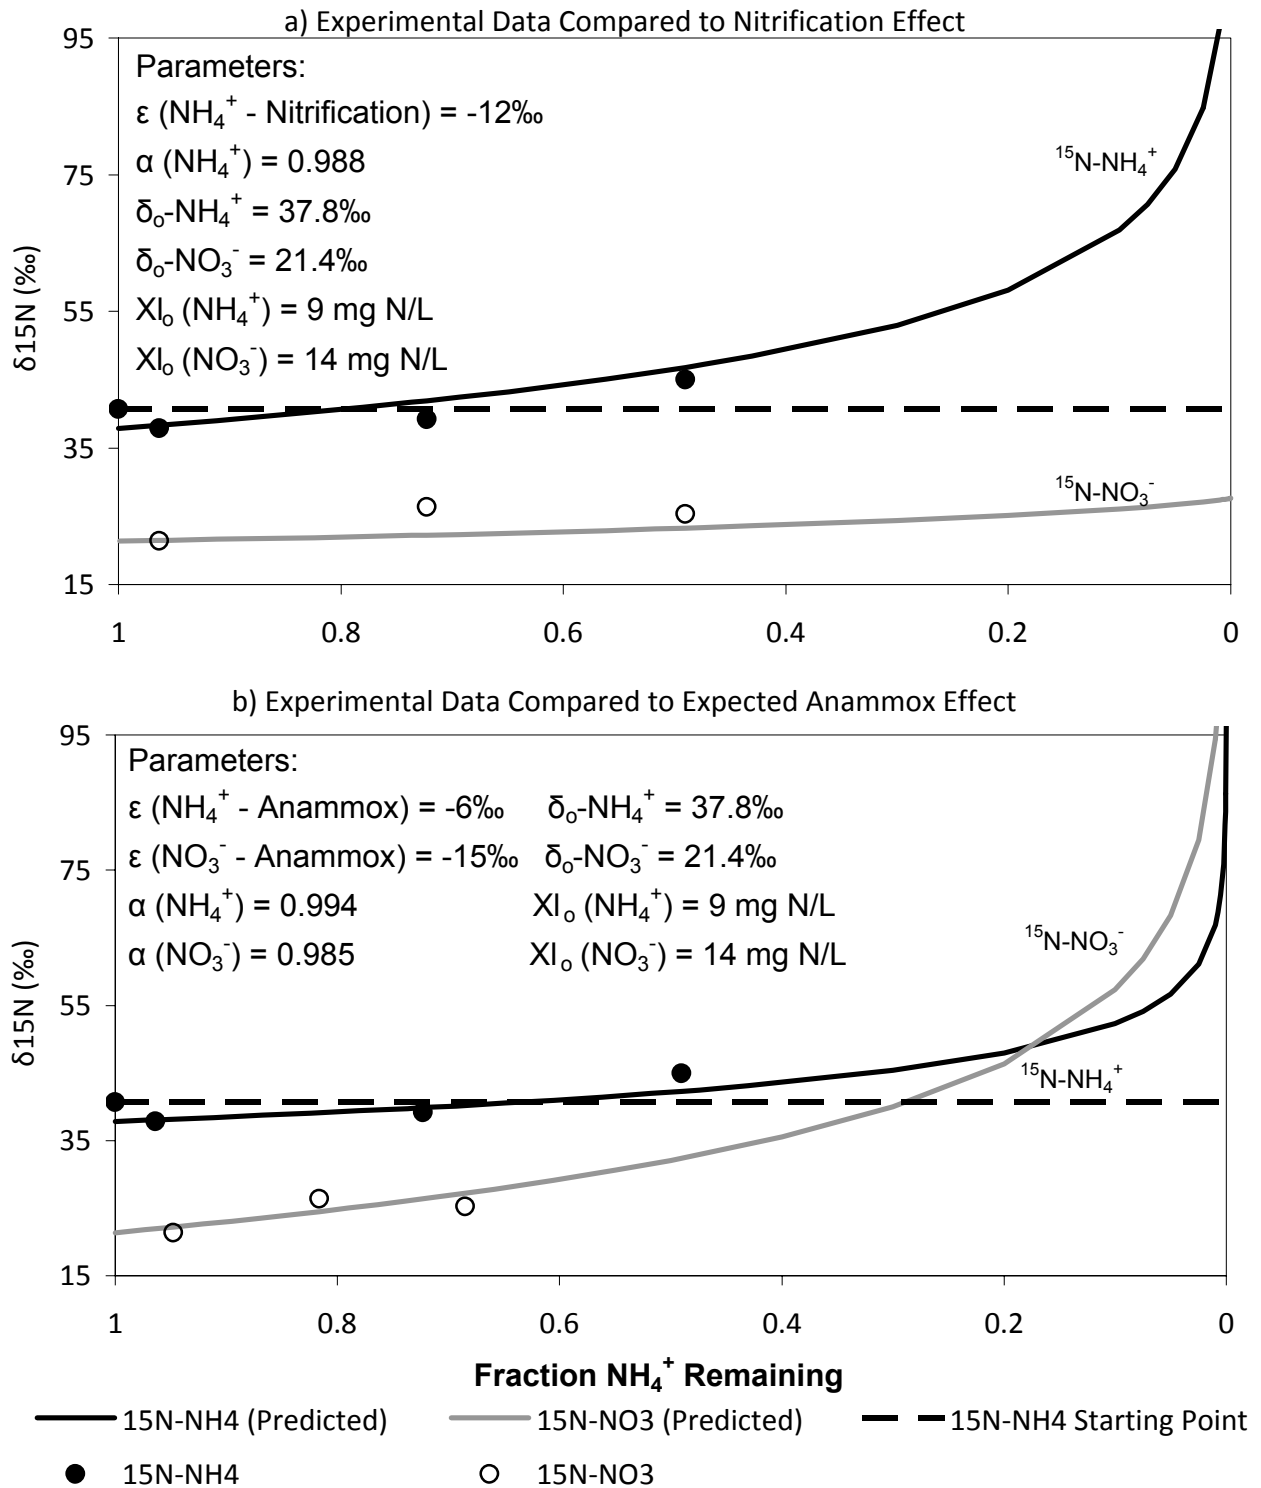 a) Experimental Data Compared to Nitrification Effect
95
75
55
35
15
δ15N (‰)
Parameters:
ε (NH₄⁺ - Nitrification) = -12‰
α (NH₄⁺) = 0.988
δₒ-NH₄⁺ = 37.8‰
δₒ-NO₃⁻ = 21.4‰
Xlₒ (NH₄⁺) = 9 mg N/L
Xlₒ (NO₃⁻) = 14 mg N/L
¹⁵N-NH₄⁺
¹⁵N-NO₃⁻
1 0.8 0.6 0.4 0.2 0
b) Experimental Data Compared to Expected Anammox Effect
95
75
55
35
15
δ15N (‰)
Parameters:
ε (NH₄⁺ - Anammox) = -6‰ δₒ-NH₄⁺ = 37.8‰
ε (NO₃⁻ - Anammox) = -15‰ δₒ-NO₃⁻ = 21.4‰
α (NH₄⁺) = 0.994 Xlₒ (NH₄⁺) = 9 mg N/L
α (NO₃⁻) = 0.985 Xlₒ (NO₃⁻) = 14 mg N/L
¹⁵N-NO₃⁻
¹⁵N-NH₄⁺
1 0.8 0.6 0.4 0.2 0
Fraction NH₄⁺ Remaining
15N-NH4 (Predicted) 15N-NO3 (Predicted) 15N-NH4 Starting Point
15N-NH4 15N-NO3